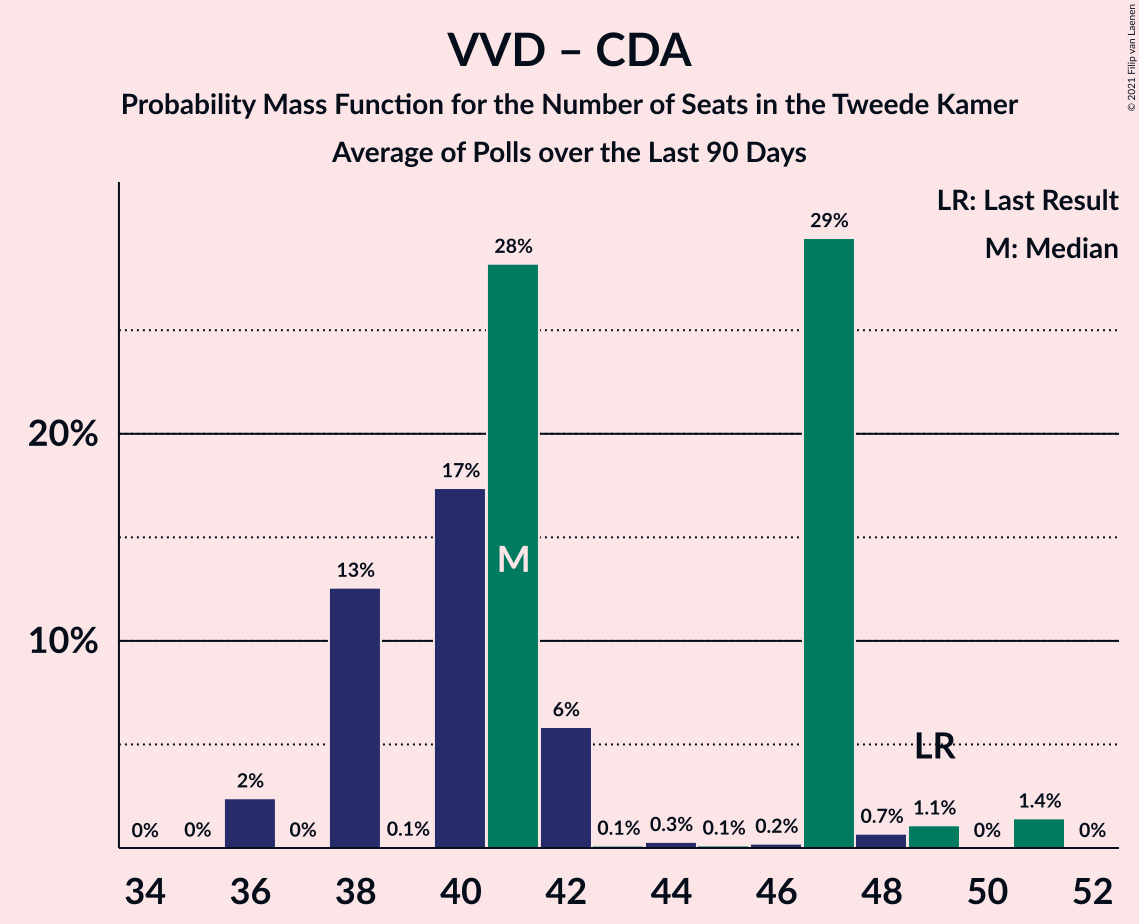 VVD – CDA
Probability Mass Function for the Number of Seats in the Tweede Kamer
Average of Polls over the Last 90 Days
© 2021 Filip van Laenen
LR: Last Result
M: Median
20%
10%
0%
0%
2%
0%
13%
0.1%
17%
28%
M
6%
0.1%
0.3%
0.1%
0.2%
29%
0.7%
LR
1.1%
0%
1.4%
0%
34 36 38 40 42 44 46 48 50 52